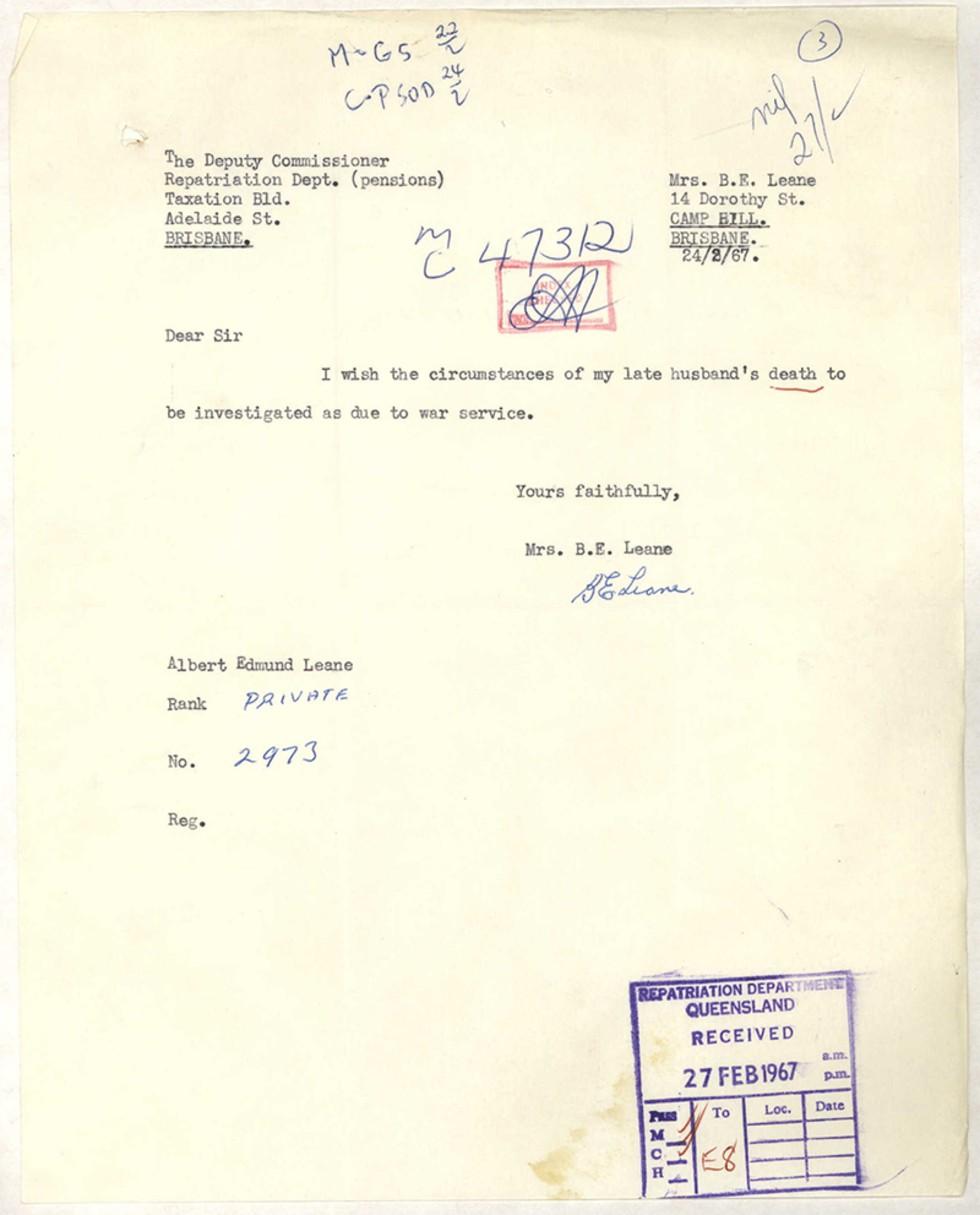 M-GS 22/2
C-PSOD 24/2
3
nil
27/2
The Deputy Commissioner
Repatriation Dept. (pensions)
Taxation Bld.
Adelaide St.
BRISBANE.
Mrs. B.E. Leane
14 Dorothy St.
CAMP HILL.
BRISBANE.
24/2/67.
M
C 47312
INDEX
Dear Sir
I wish the circumstances of my late husband's death to
be investigated as due to war service.
Yours faithfully,
Mrs. B.E. Leane
BELeane.
Albert Edmund Leane
Rank PRIVATE
No. 2973
Reg.
REPATRIATION DEPARTMENT
QUEENSLAND
RECEIVED
a.m.
27 FEB 1967 p.m.
Pass To Loc. Date
M
C E8
H